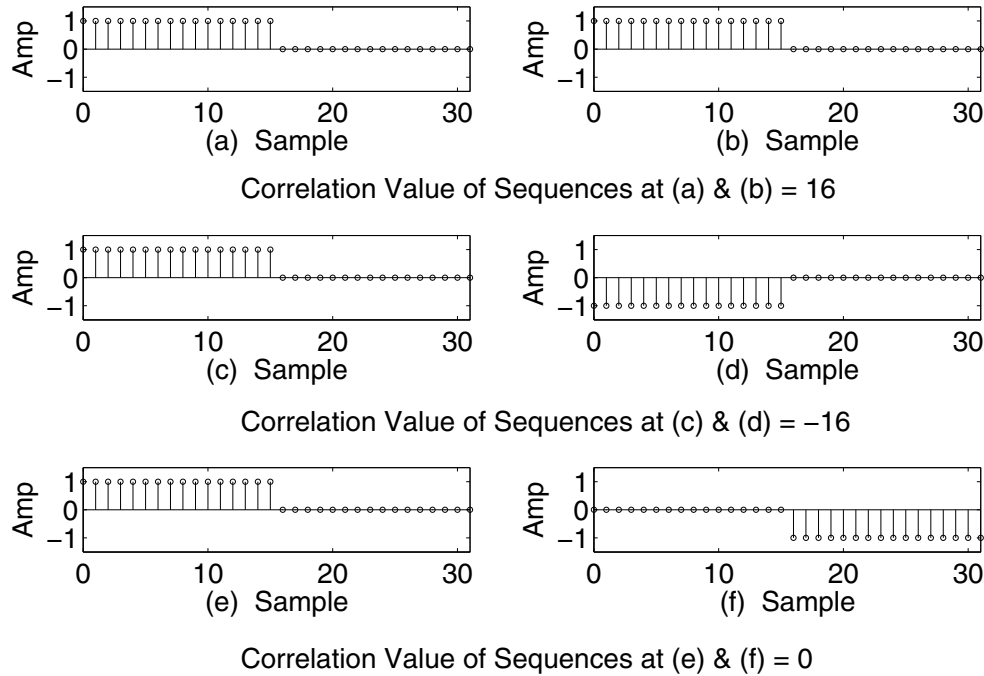 Amp
1
0
−1
0 10 20 30
(a) Sample
Amp
1
0
−1
0 10 20 30
(b) Sample
Correlation Value of Sequences at (a) & (b) = 16
Amp
1
0
−1
0 10 20 30
(c) Sample
Amp
1
0
−1
0 10 20 30
(d) Sample
Correlation Value of Sequences at (c) & (d) = −16
Amp
1
0
−1
0 10 20 30
(e) Sample
Amp
1
0
−1
0 10 20 30
(f) Sample
Correlation Value of Sequences at (e) & (f) = 0